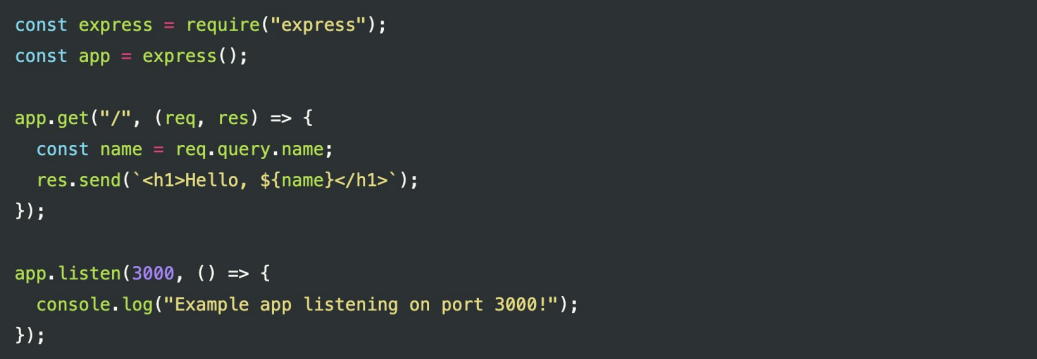 const express = require("express");
const app = express();
app.get("/", (req, res) => {
const name = req.query.name;
res.send(`<h1>Hello, ${name}</h1>`);
});
app.listen(3000, () => {
console.log("Example app listening on port 3000!");
});